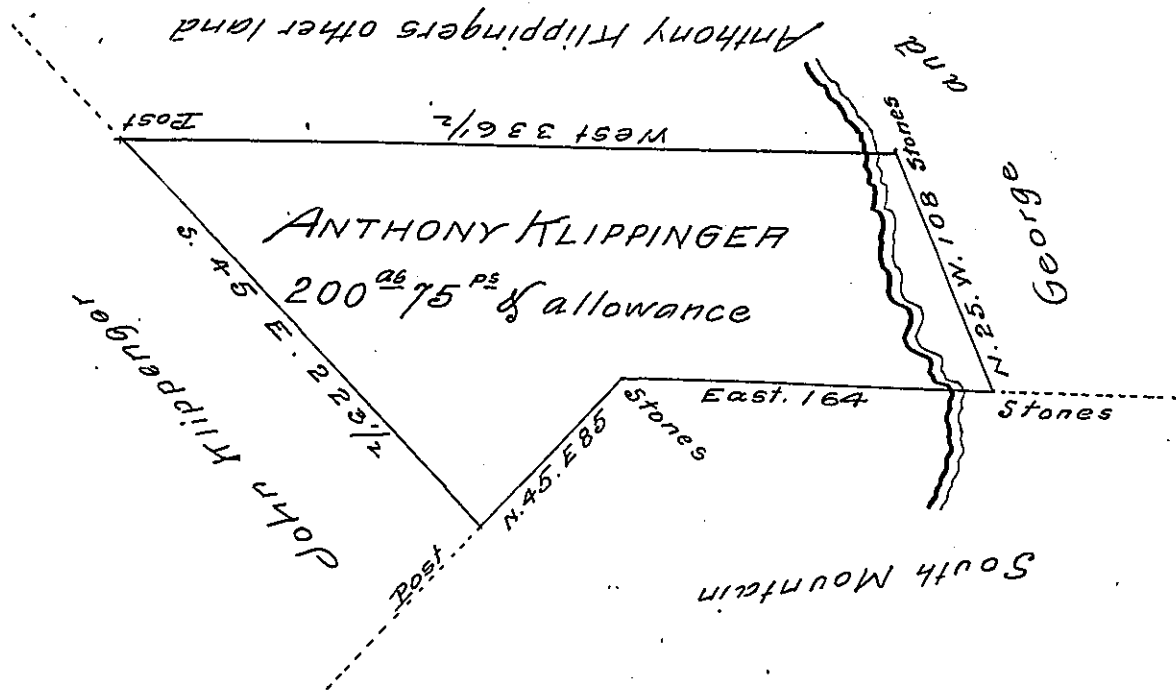 Anthony Klippingers other land
and
George
Post
West 336 1/2
Stones
N. 25. W. 108
ANTHONY KLIPPINGER
200 as 75 ps & allowance
S. 45 E. 223 1/2
John Klippenger
East. 164
Stones
Stones
N. 45. E 85
Post
South Mountain